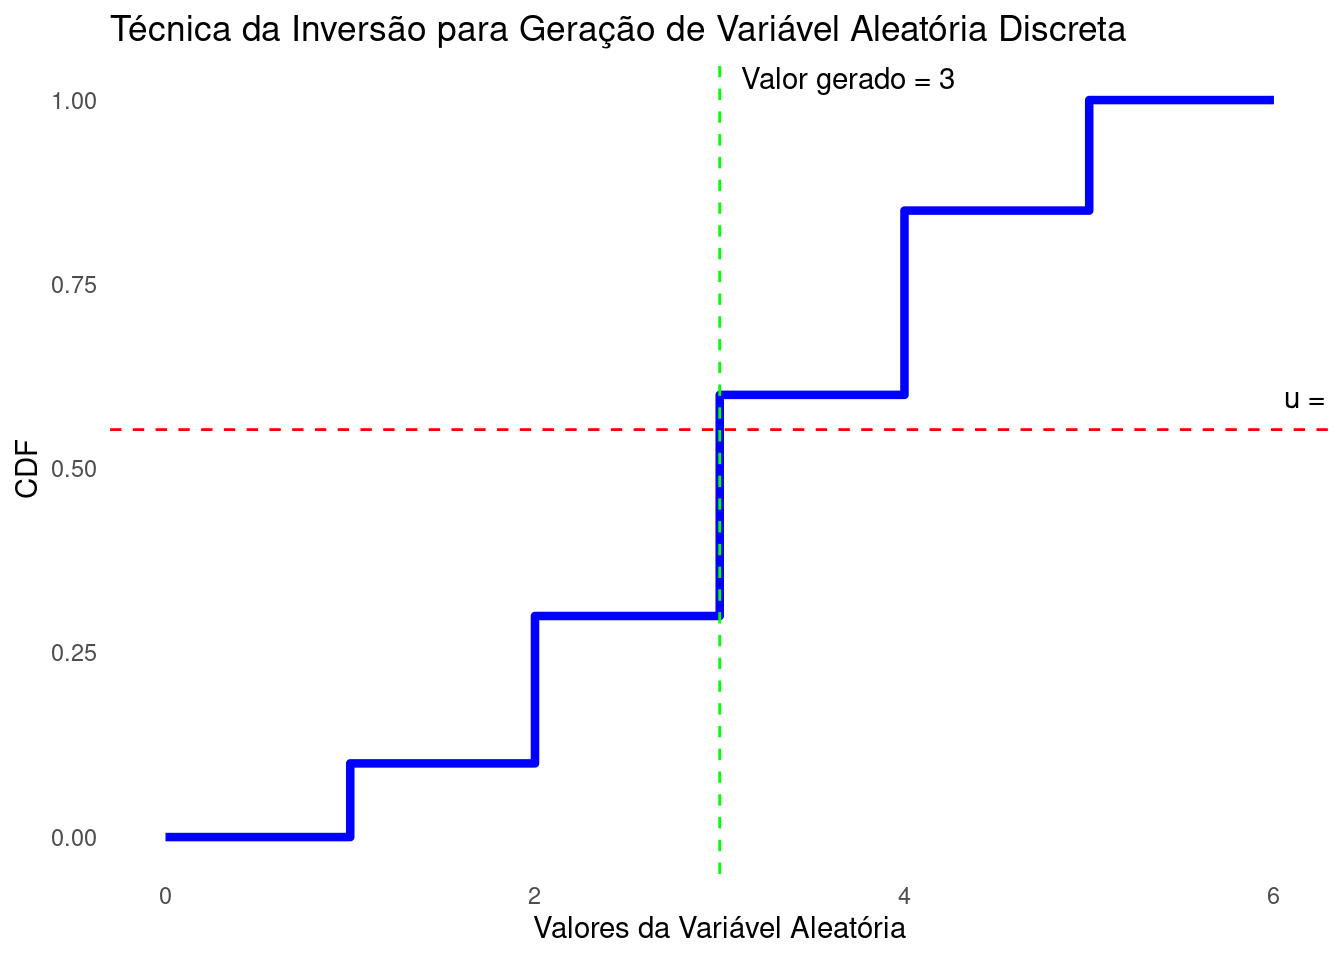 Técnica da Inversão para Geração de Variável Aleatória Discreta
Valor gerado = 3
1.00
0.75
u =
0.50
0.25
0.00
CDF
0
2
4
6
Valores da Variável Aleatória